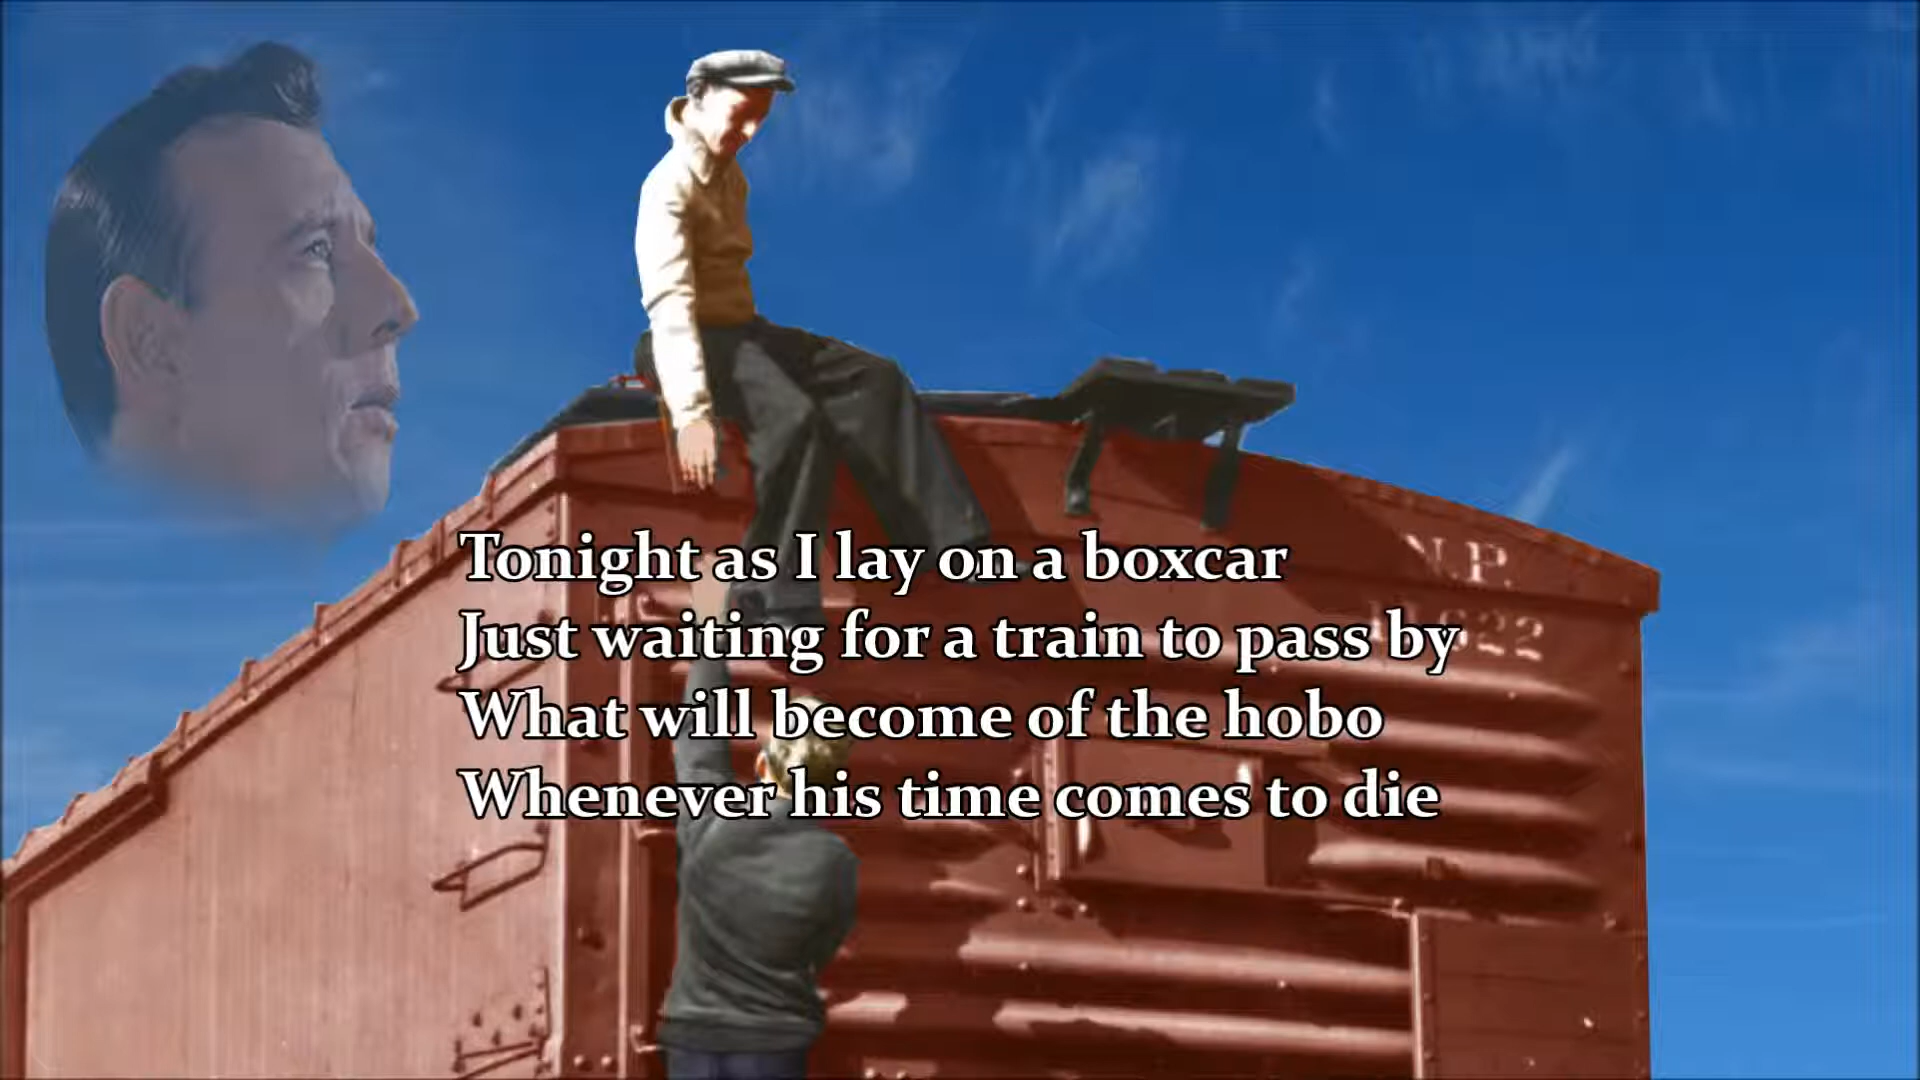 N.P.
Tonight as I lay on a boxcar
Just waiting for a train to pass by
What will become of the hobo
Whenever his time comes to die